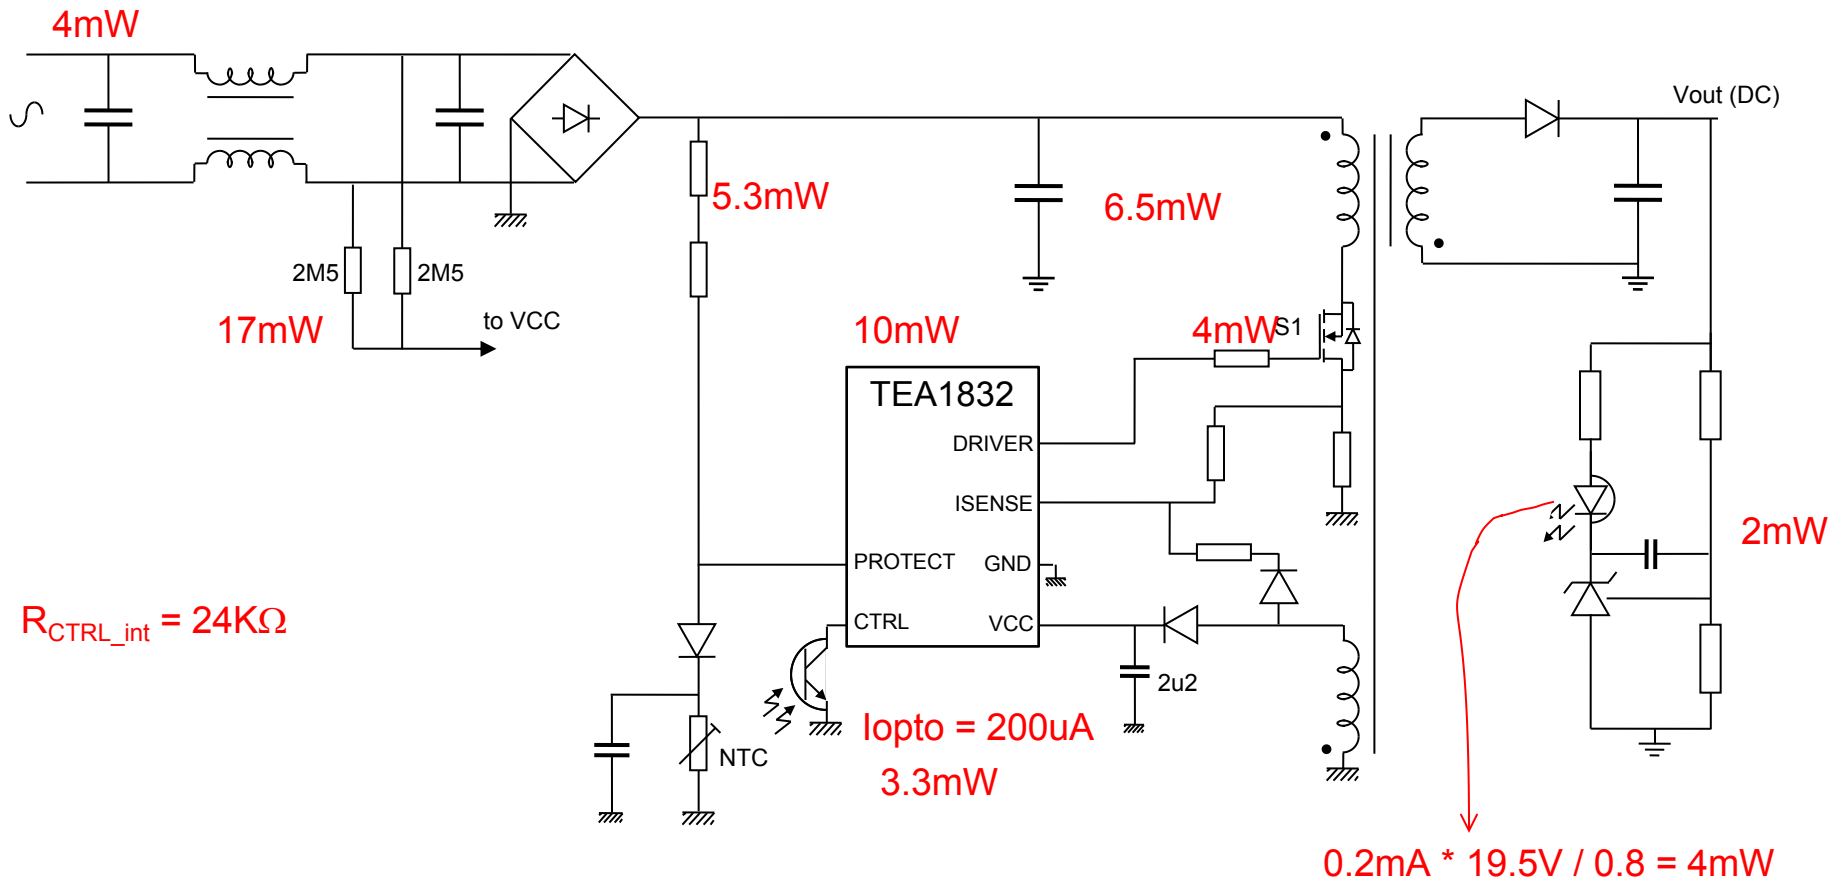 4mW
Vout (DC)
5.3mW
6.5mW
2M5
2M5
17mW
to VCC
10mW
4mW
S1
TEA1832
DRIVER
ISENSE
PROTECT
GND
CTRL
VCC
2mW
R_CTRL_int = 24KΩ
2u2
Iopto = 200uA
3.3mW
NTC
0.2mA * 19.5V / 0.8 = 4mW